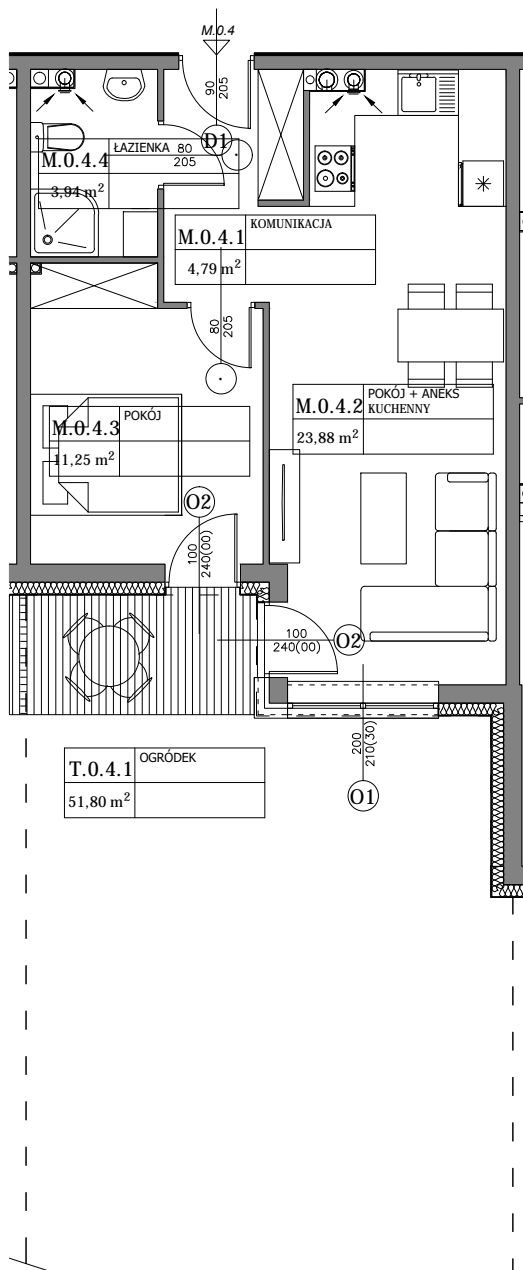 M.0.4
90
205
D1
M.0.4.4
ŁAZIENKA
3,94 m²
80
205
M.0.4.1
KOMUNIKACJA
4,79 m²
80
205
M.0.4.2
POKÓJ + ANEKS
KUCHENNY
23,88 m²
M.0.4.3
POKÓJ
11,25 m²
O2
100
240(00)
100
240(00)
O2
200
210(30)
O1
T.0.4.1
OGRÓDEK
51,80 m²